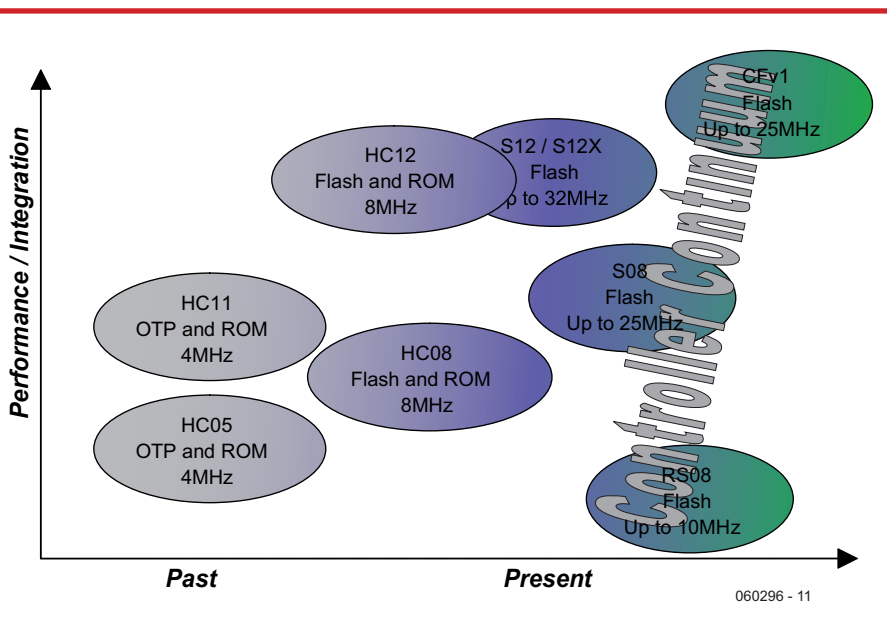 CFv1
Flash
Up to 25MHz
S12 / S12X
Flash
p to 32MHz
HC12
Flash and ROM
8MHz
S08
Flash
Up to 25MHz
HC11
OTP and ROM
4MHz
HC08
Flash and ROM
8MHz
HC05
OTP and ROM
4MHz
RS08
Flash
Up to 10MHz
Controller Continuum
Performance / Integration
Past
Present
060296 - 11